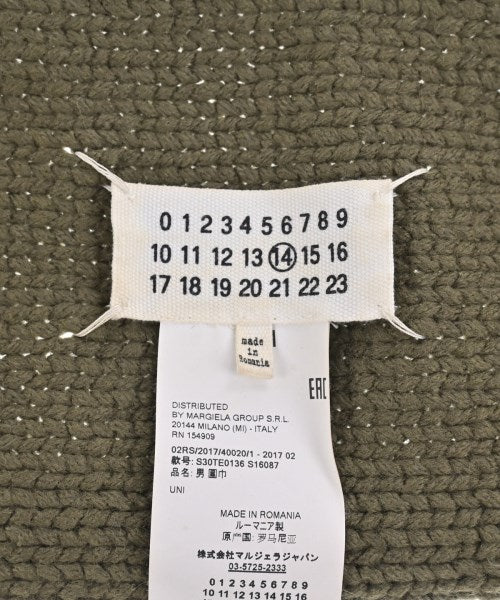 0 1 2 3 4 5 6 7 8 9
10 11 12 13 14 15 16
17 18 19 20 21 22 23
made
in
Romania
EAC
DISTRIBUTED
BY MARGIELA GROUP S.R.L.
20144 MILANO (MI) - ITALY
RN 154909
02RS/2017/40020/1 - 2017 02
款号: S30TE0136 S16087
品名: 男 圍巾
UNI
MADE IN ROMANIA
ルーマニア製
原产国: 罗马尼亚
株式会社マルジェラジャパン
03-5725-2333
0 1 2 3 4 5 6 7 8 9
10 11 12 13 14 15 16